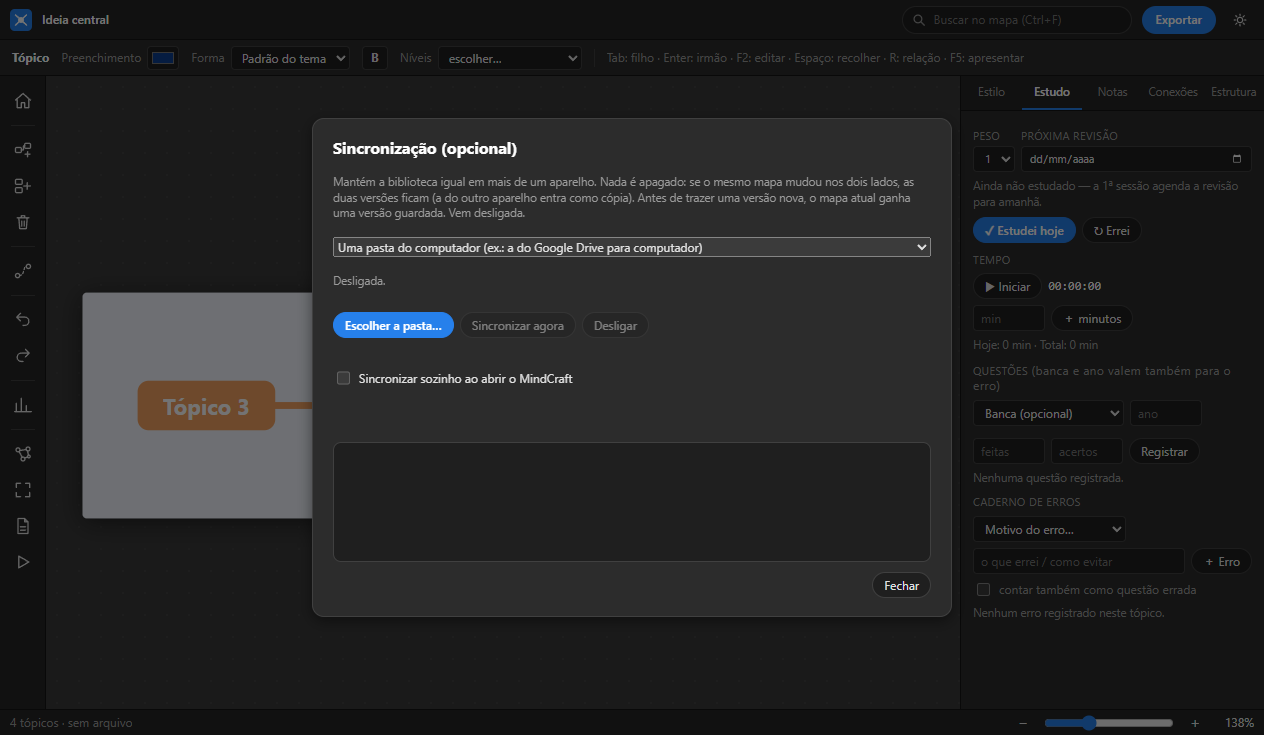 Ideia central
Buscar no mapa (Ctrl+F)
Exportar
Tópico
Preenchimento
Forma
Padrão do tema
B
Níveis
escolher...
Tab: filho · Enter: irmão · F2: editar · Espaço: recolher · R: relação · F5: apresentar
Estilo
Estudo
Notas
Conexões
Estrutura
Sincronização (opcional)
Mantém a biblioteca igual em mais de um aparelho. Nada é apagado: se o mesmo mapa mudou nos dois lados, as
duas versões ficam (a do outro aparelho entra como cópia). Antes de trazer uma versão nova, o mapa atual ganha
uma versão guardada. Vem desligada.
Uma pasta do computador (ex.: a do Google Drive para computador)
Desligada.
Escolher a pasta...
Sincronizar agora
Desligar
Sincronizar sozinho ao abrir o MindCraft
Fechar
Tópico 3
PESO
PRÓXIMA REVISÃO
1
dd/mm/aaaa
Ainda não estudado — a 1ª sessão agenda a revisão
para amanhã.
✓ Estudei hoje
↻ Errei
TEMPO
▶ Iniciar
00:00:00
min
+ minutos
Hoje: 0 min · Total: 0 min
QUESTÕES (banca e ano valem também para o
erro)
Banca (opcional)
ano
feitas
acertos
Registrar
Nenhuma questão registrada.
CADERNO DE ERROS
Motivo do erro...
o que errei / como evitar
+ Erro
contar também como questão errada
Nenhum erro registrado neste tópico.
4 tópicos · sem arquivo
−
+
138%